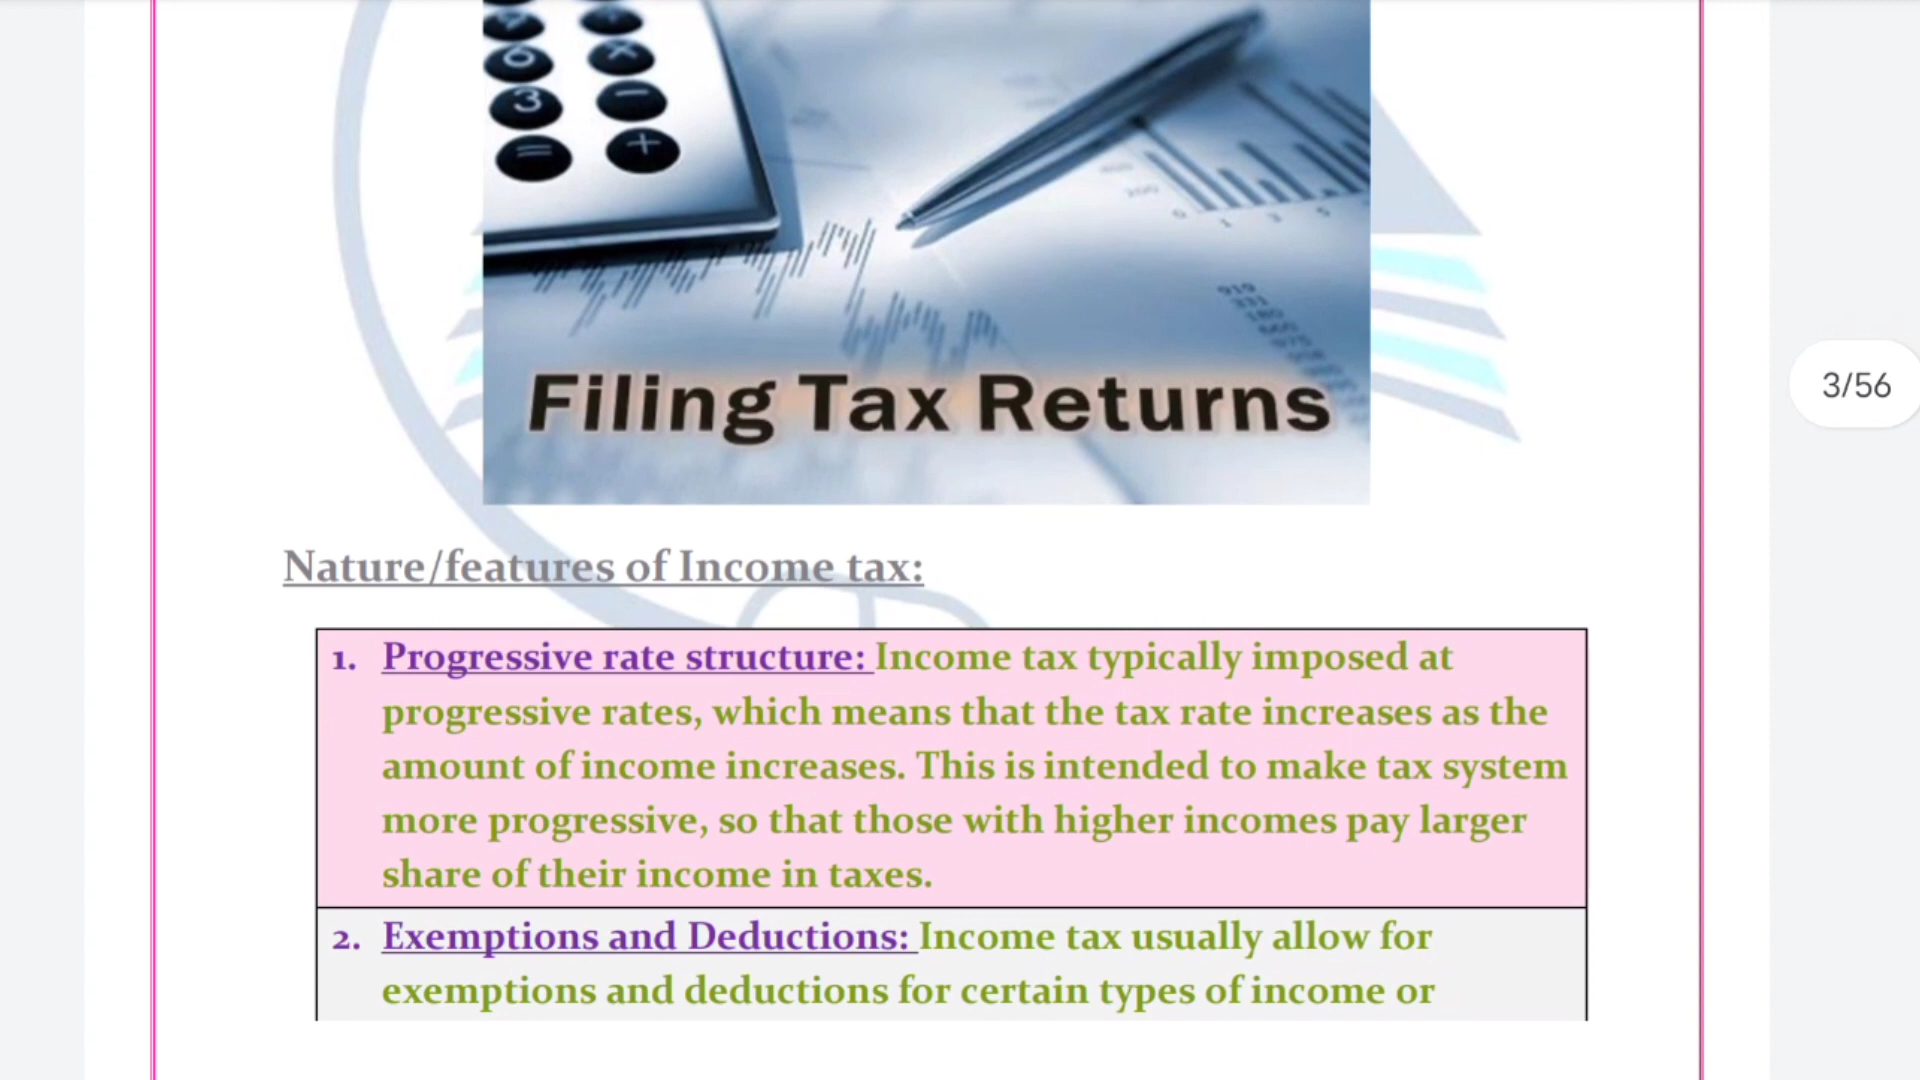 6
×
3
−
=
+
Filing Tax Returns
3/56
Nature/features of Income tax:
1. Progressive rate structure: Income tax typically imposed at
progressive rates, which means that the tax rate increases as the
amount of income increases. This is intended to make tax system
more progressive, so that those with higher incomes pay larger
share of their income in taxes.
2. Exemptions and Deductions: Income tax usually allow for
exemptions and deductions for certain types of income or